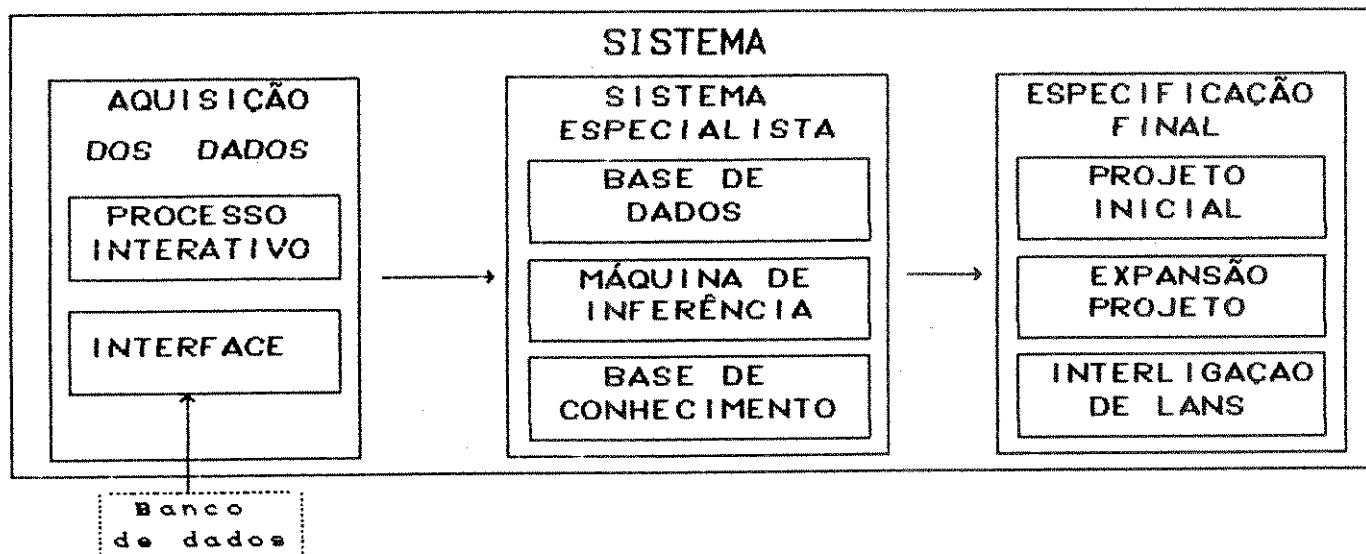 SISTEMA
AQUISIÇÃO
DOS DADOS
PROCESSO
INTERATIVO
INTERFACE
SISTEMA
ESPECIALISTA
BASE DE
DADOS
MÁQUINA DE
INFERÊNCIA
BASE DE
CONHECIMENTO
ESPECIFICAÇÃO
FINAL
PROJETO
INICIAL
EXPANSÃO
PROJETO
INTERLIGAÇAO
DE LANS
Banco
de dados